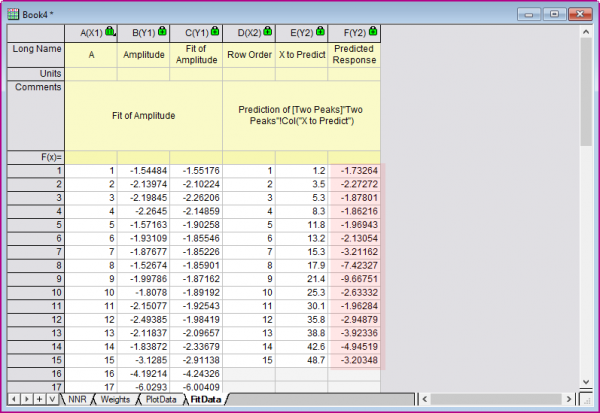 Book4 *
A(X1) B(Y1) C(Y1) D(X2) E(Y2) F(Y2)
Long Name A Amplitude Fit of Amplitude Row Order X to Predict Predicted Response
Units
Comments Fit of Amplitude Prediction of [Two Peaks]"Two Peaks"!Col("X to Predict")
F(x)=
1 1 -1.54484 -1.55176 1 1.2 -1.73264
2 2 -2.13974 -2.10224 2 3.5 -2.27272
3 3 -2.19845 -2.26206 3 5.3 -1.87801
4 4 -2.2645 -2.14859 4 8.3 -1.86216
5 5 -1.57163 -1.90258 5 11.8 -1.96943
6 6 -1.93109 -1.85546 6 13.2 -2.13054
7 7 -1.87677 -1.85226 7 15.3 -3.21162
8 8 -1.52674 -1.85901 8 17.9 -7.42327
9 9 -1.99786 -1.87162 9 21.4 -9.66751
10 10 -1.8078 -1.89192 10 25.3 -2.63332
11 11 -2.15077 -1.92543 11 30.1 -1.96284
12 12 -2.49385 -1.98419 12 35.8 -2.94879
13 13 -2.11837 -2.09657 13 38.8 -3.92336
14 14 -1.83872 -2.33679 14 42.6 -4.94519
15 15 -3.1285 -2.91138 15 48.7 -3.20348
16 16 -4.19214 -4.24326
17 17 -6.0293 -6.00409
NNR Weights PlotData FitData